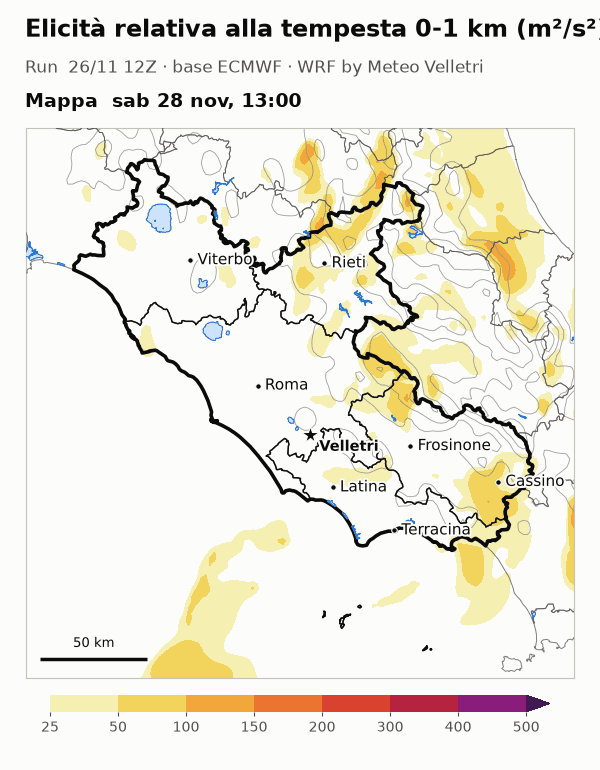 Elicità relativa alla tempesta 0-1 km (m²/s²)
Run 26/11 12Z · base ECMWF · WRF by Meteo Velletri
Mappa sab 28 nov, 13:00
Viterbo
Rieti
Roma
Velletri
Frosinone
Cassino
Latina
Terracina
50 km
25 50 100 150 200 300 400 500